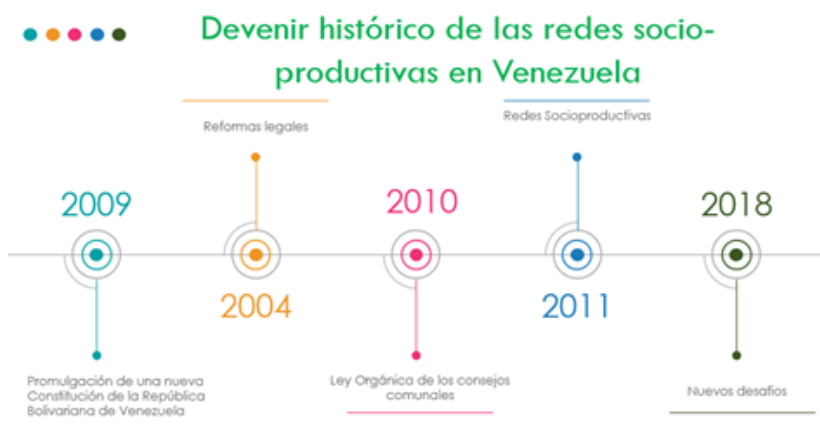 Devenir histórico de las redes socio-
productivas en Venezuela
Reformas legales
Redes Socioproductivas
2009
2010
2018
2004
2011
Promulgación de una nueva
Constitución de la República
Bolivariana de Venezuela
Ley Orgánica de los consejos
comunales
Nuevos desafíos